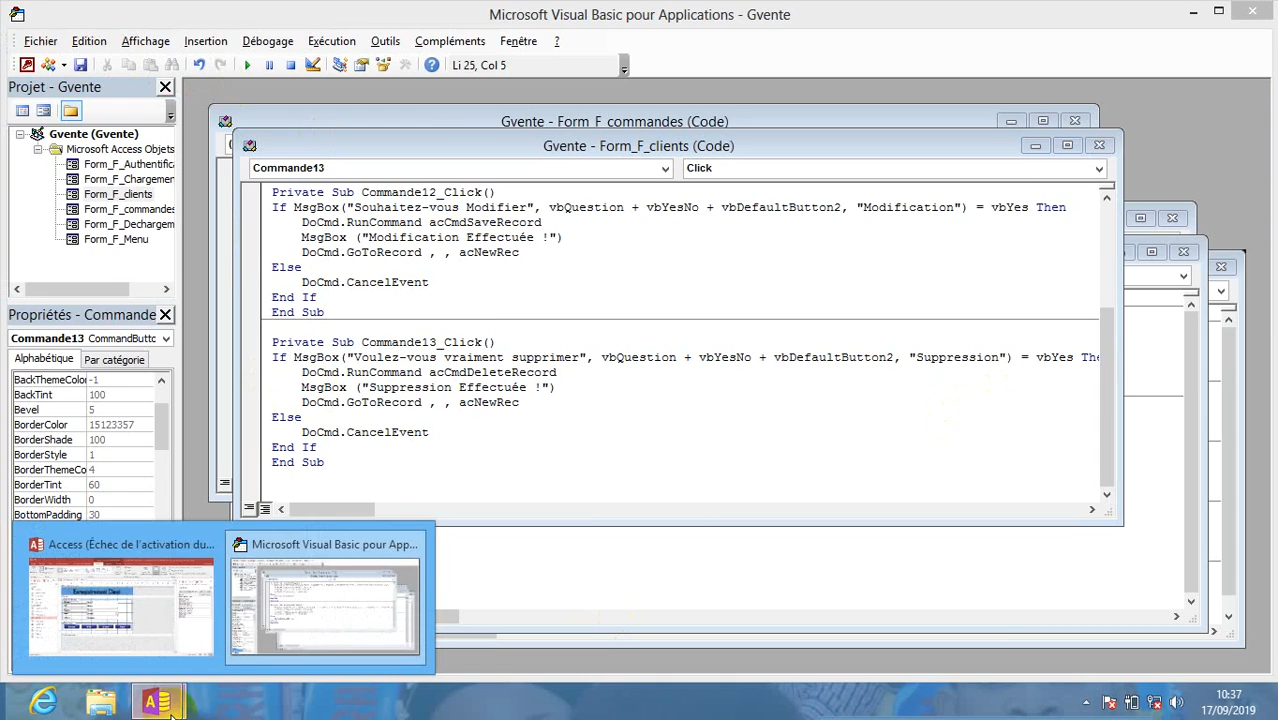 Microsoft Visual Basic pour Applications - Gvente
Fichier Edition Affichage Insertion Débogage Exécution Outils Compléments Fenêtre ?
Li 25, Col 5
Projet - Gvente
Gvente (Gvente)
Microsoft Access Objets
Form_F_Authentific
Form_F_Chargemen
Form_F_clients
Form_F_commandes
Form_F_Dechargem
Form_F_Menu
Propriétés - Commande
Commande13 CommandButto
Alphabétique Par catégorie
BackThemeColor -1
BackTint 100
Bevel 5
BorderColor 15123357
BorderShade 100
BorderStyle 1
BorderThemeCo 4
BorderTint 60
BorderWidth 0
BottomPadding 30
Gvente - Form_F_commandes (Code)
Gvente - Form_F_clients (Code)
Commande13 Click
Private Sub Commande12_Click()
If MsgBox("Souhaitez-vous Modifier", vbQuestion + vbYesNo + vbDefaultButton2, "Modification") = vbYes Then
DoCmd.RunCommand acCmdSaveRecord
MsgBox ("Modification Effectuée !")
DoCmd.GoToRecord , , acNewRec
Else
DoCmd.CancelEvent
End If
End Sub
Private Sub Commande13_Click()
If MsgBox("Voulez-vous vraiment supprimer", vbQuestion + vbYesNo + vbDefaultButton2, "Suppression") = vbYes The
DoCmd.RunCommand acCmdDeleteRecord
MsgBox ("Suppression Effectuée !")
DoCmd.GoToRecord , , acNewRec
Else
DoCmd.CancelEvent
End If
End Sub
Access (Échec de l'activation du...
Microsoft Visual Basic pour App...
Enregistrement Client
10:37
17/09/2019